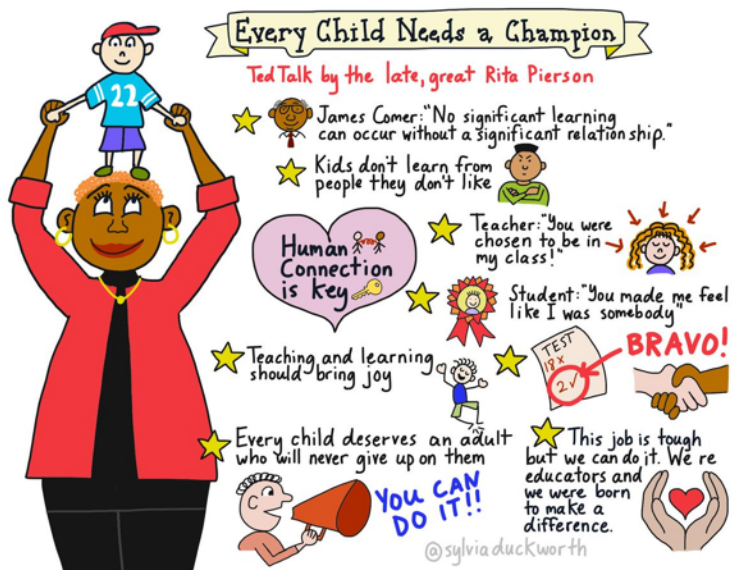 Every Child Needs a Champion
Ted Talk by the late, great Rita Pierson
22
James Comer: "No significant learning
can occur without a significant relationship."
Kids don't learn from
people they don't like
Human
Connection
is key
Teacher: "You were
chosen to be in
my class!"
Student: "You made me feel
like I was somebody"
Teaching and learning
should bring joy
TEST
18x
2✓
BRAVO!
Every child deserves an adult
who will never give up on them
YOU CAN
DO IT!!
This job is tough
but we can do it. We re
educators and
we were born
to make a
difference.
@sylviaduckworth